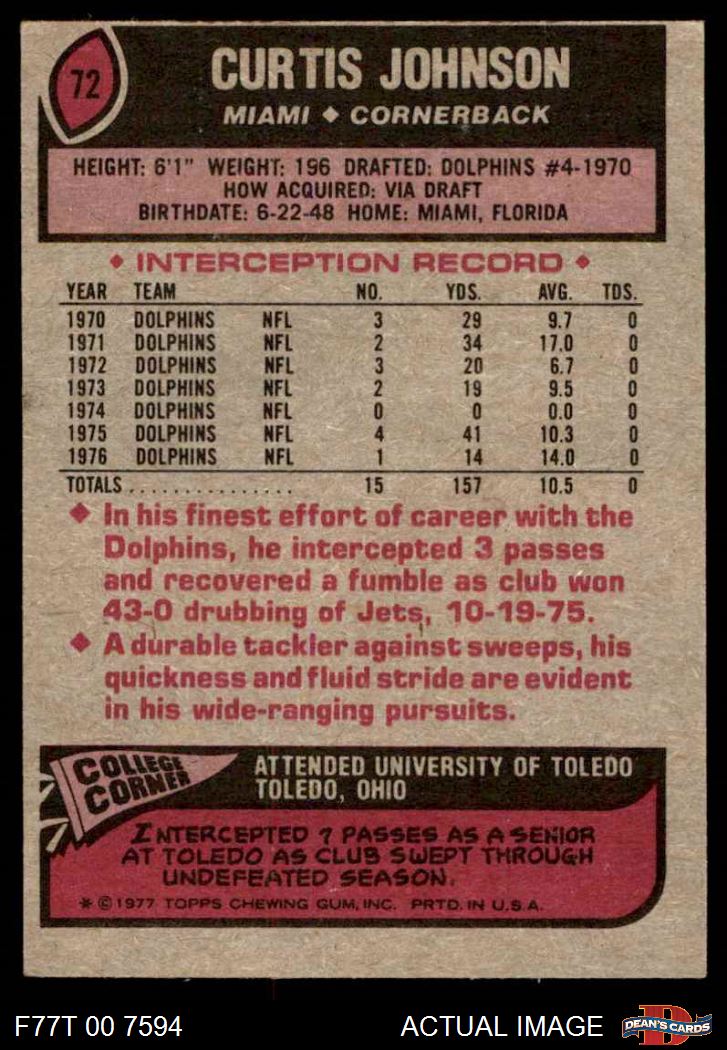 72
CURTIS JOHNSON
MIAMI ◆ CORNERBACK
HEIGHT: 6'1" WEIGHT: 196 DRAFTED: DOLPHINS #4-1970
HOW ACQUIRED: VIA DRAFT
BIRTHDATE: 6-22-48 HOME: MIAMI, FLORIDA
◆ INTERCEPTION RECORD ◆
YEAR TEAM NO. YDS. AVG. TDS.
1970 DOLPHINS NFL 3 29 9.7 0
1971 DOLPHINS NFL 2 34 17.0 0
1972 DOLPHINS NFL 3 20 6.7 0
1973 DOLPHINS NFL 2 19 9.5 0
1974 DOLPHINS NFL 0 0 0.0 0
1975 DOLPHINS NFL 4 41 10.3 0
1976 DOLPHINS NFL 1 14 14.0 0
TOTALS............... 15 157 10.5 0
◆ In his finest effort of career with the
Dolphins, he intercepted 3 passes
and recovered a fumble as club won
43-0 drubbing of Jets, 10-19-75.
◆ A durable tackler against sweeps, his
quickness and fluid stride are evident
in his wide-ranging pursuits.
COLLEGE
CORNER
ATTENDED UNIVERSITY OF TOLEDO
TOLEDO, OHIO
INTERCEPTED 7 PASSES AS A SENIOR
AT TOLEDO AS CLUB SWEPT THROUGH
UNDEFEATED SEASON.
* © 1977 TOPPS CHEWING GUM, INC. PRTD. IN U.S.A.
F77T 00 7594
ACTUAL IMAGE
D
DEAN'S CARDS